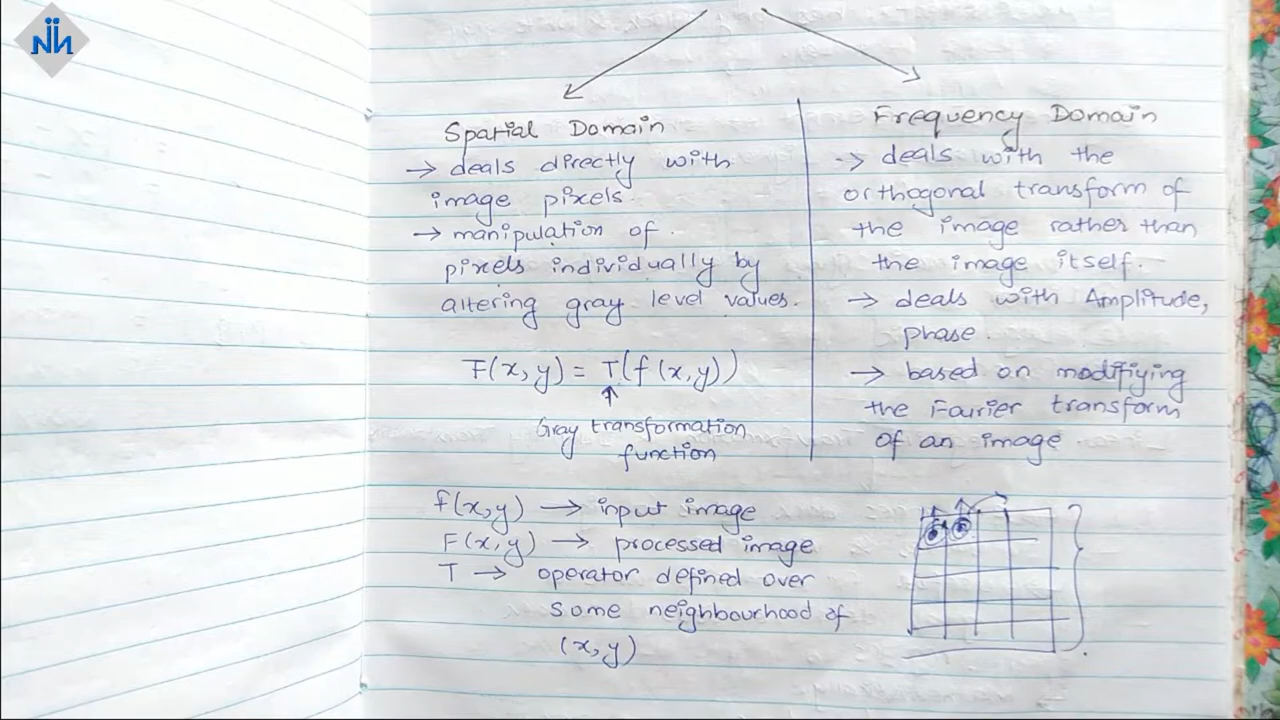 NiN
Spatial Domain
→ deals directly with
image pixels.
→ manipulation of
pixels individually by
altering gray level values.
F(x, y) = T(f(x, y))
↑
Gray transformation
function
Frequency Domain
-> deals with the
orthogonal transform of
the image rather than
the image itself.
→ deals with Amplitude,
phase.
→ based on modifiying
the Fourier transform
of an image.
f(x,y) → input image
F(x,y) → processed image
T → operator defined over
some neighbourhood of
(x,y)